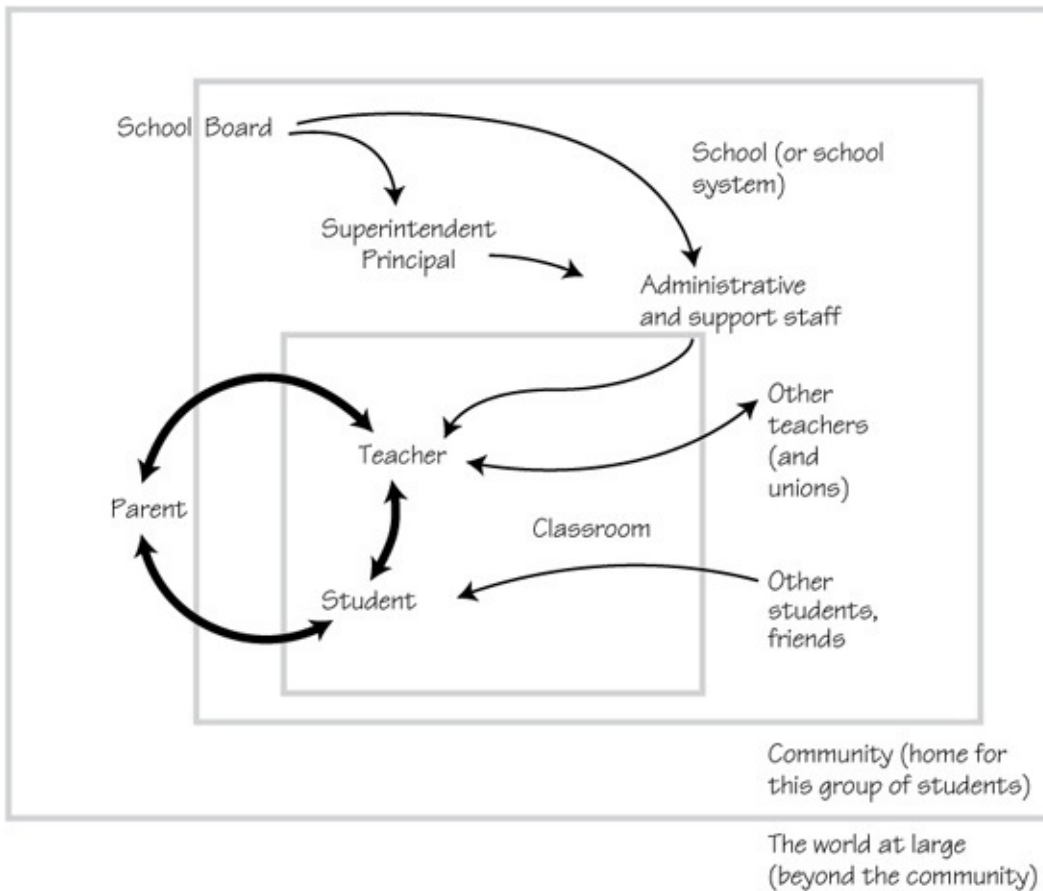 School Board
School (or school
system)
Superintendent
Principal
Administrative
and support staff
Other
teachers
(and
unions)
Teacher
Parent
Classroom
Student
Other
students,
friends
Community (home for
this group of students)
The world at large
(beyond the community)